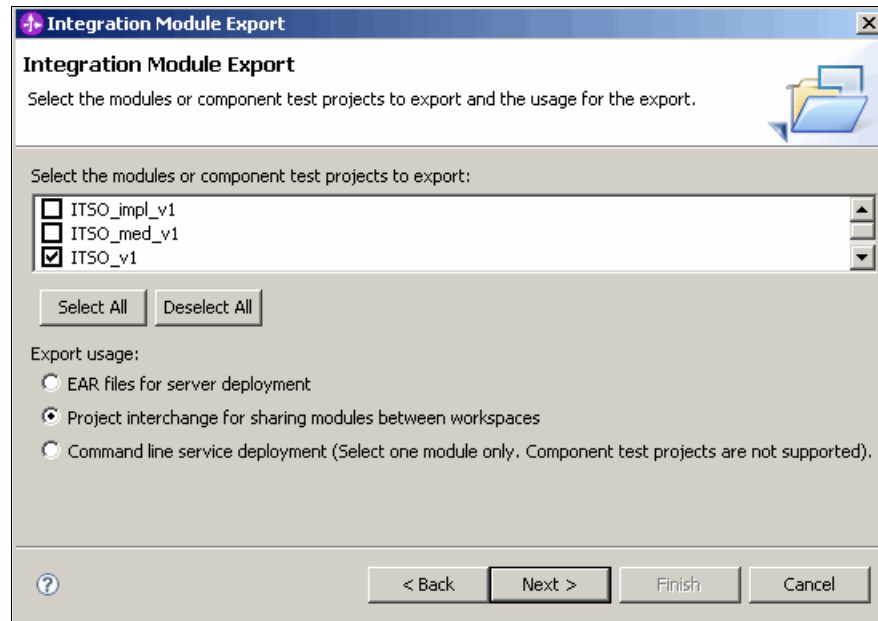 Integration Module Export
Integration Module Export
Select the modules or component test projects to export and the usage for the export.
Select the modules or component test projects to export:
ITSO_impl_v1
ITSO_med_v1
ITSO_v1
Select All
Deselect All
Export usage:
EAR files for server deployment
Project interchange for sharing modules between workspaces
Command line service deployment (Select one module only. Component test projects are not supported).
?
< Back
Next >
Finish
Cancel